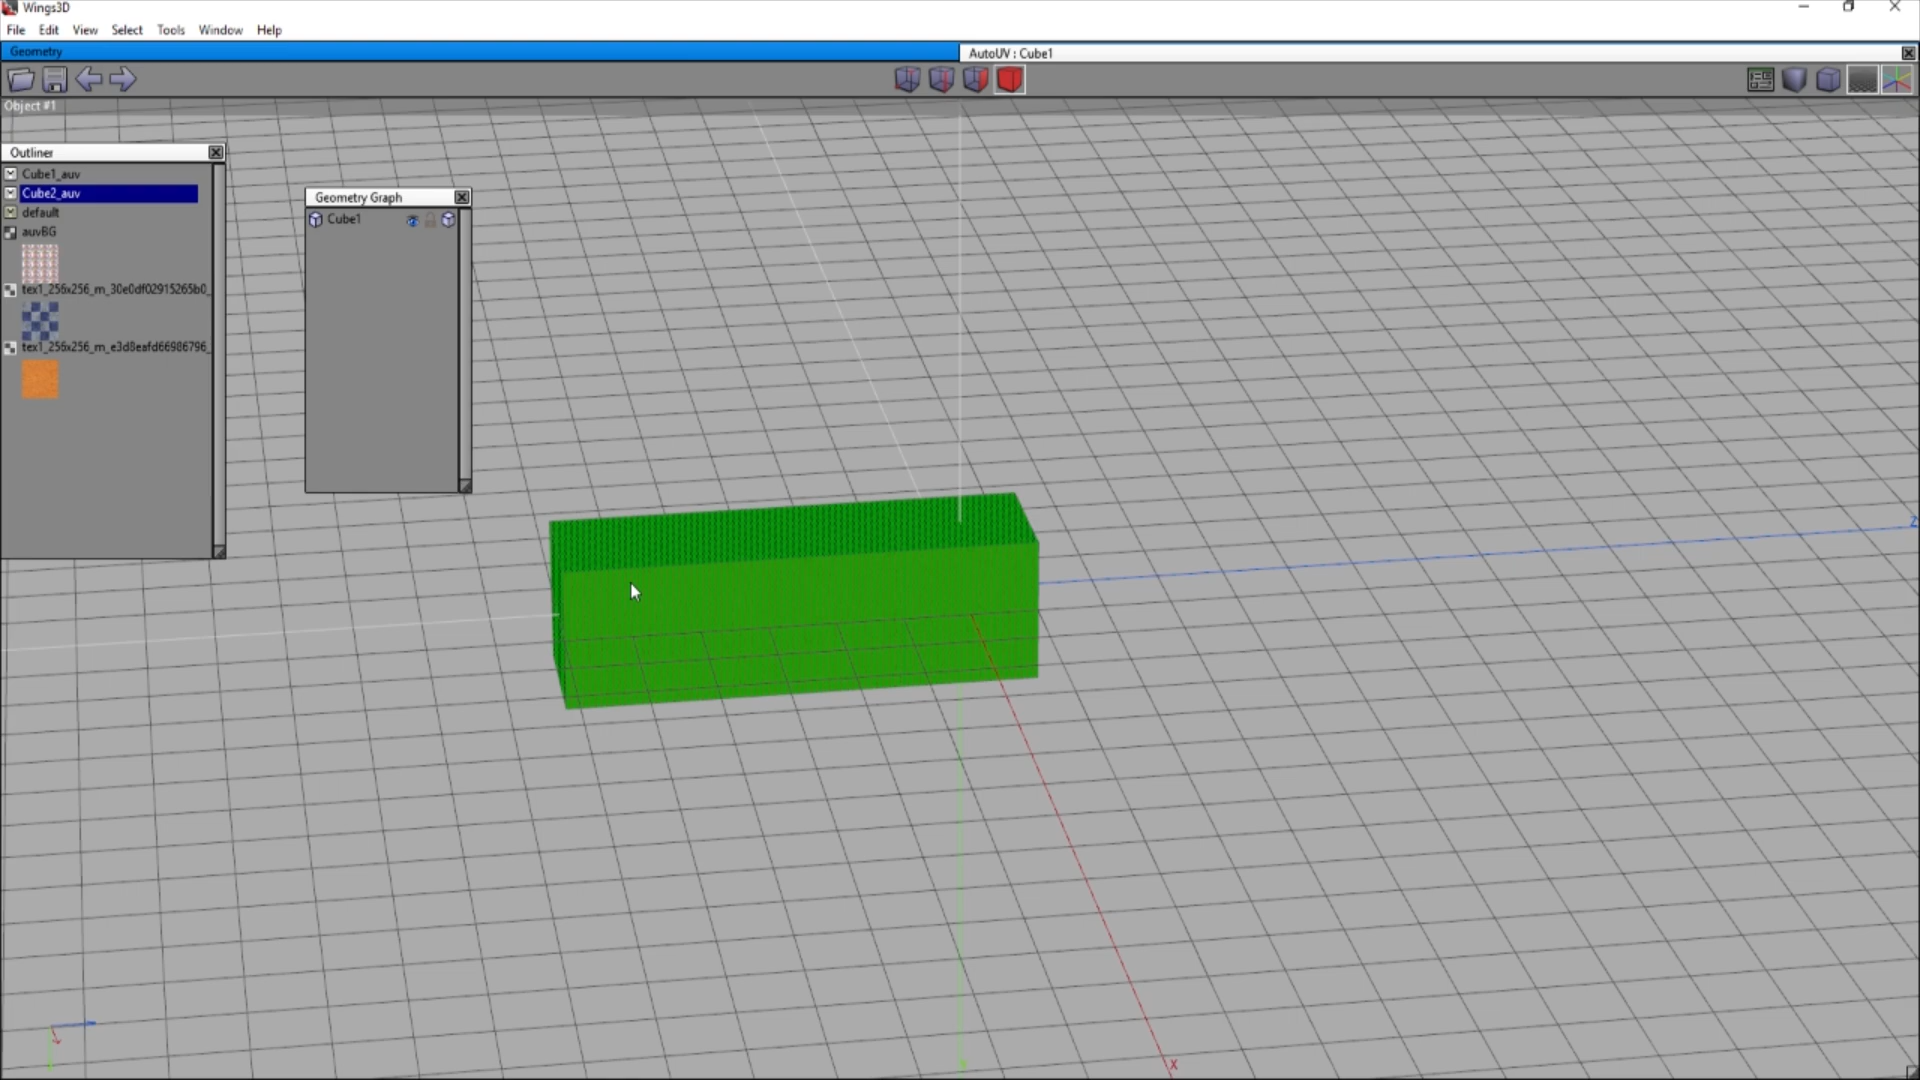 Wings3D
File Edit View Select Tools Window Help
Geometry
AutoUV : Cube1
Object #1
Outliner
Cube1_auv
Cube2_auv
default
auvBG
tex1_256x256_m_30e0df02915265b0_
tex1_256x256_m_e3d8eafd66986796_
Geometry Graph
Cube1
Z
X